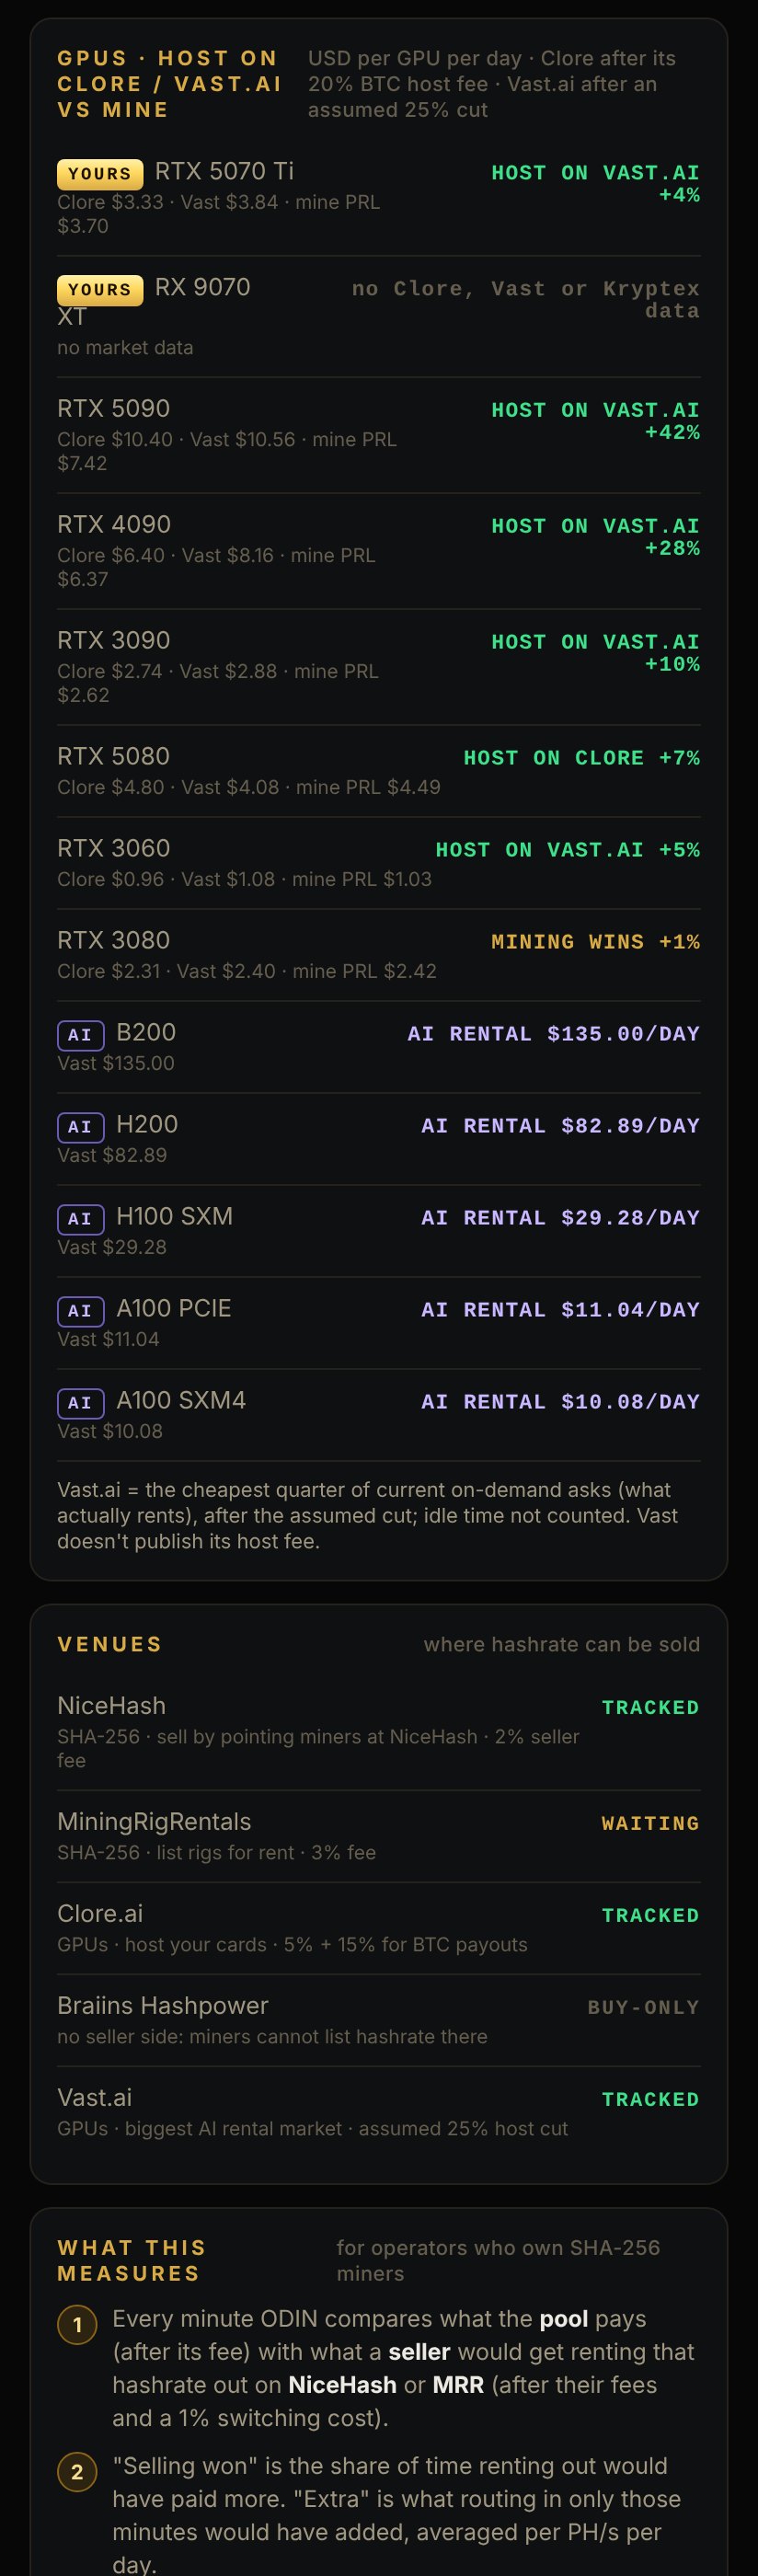 GPUS · HOST ON
CLORE / VAST.AI
VS MINE
USD per GPU per day · Clore after its
20% BTC host fee · Vast.ai after an
assumed 25% cut
YOURS RTX 5070 Ti
HOST ON VAST.AI
+4%
Clore $3.33 · Vast $3.84 · mine PRL
$3.70
YOURS RX 9070
XT
no Clore, Vast or Kryptex
data
no market data
RTX 5090
HOST ON VAST.AI
+42%
Clore $10.40 · Vast $10.56 · mine PRL
$7.42
RTX 4090
HOST ON VAST.AI
+28%
Clore $6.40 · Vast $8.16 · mine PRL
$6.37
RTX 3090
HOST ON VAST.AI
+10%
Clore $2.74 · Vast $2.88 · mine PRL
$2.62
RTX 5080
HOST ON CLORE +7%
Clore $4.80 · Vast $4.08 · mine PRL $4.49
RTX 3060
HOST ON VAST.AI +5%
Clore $0.96 · Vast $1.08 · mine PRL $1.03
RTX 3080
MINING WINS +1%
Clore $2.31 · Vast $2.40 · mine PRL $2.42
AI B200
AI RENTAL $135.00/DAY
Vast $135.00
AI H200
AI RENTAL $82.89/DAY
Vast $82.89
AI H100 SXM
AI RENTAL $29.28/DAY
Vast $29.28
AI A100 PCIE
AI RENTAL $11.04/DAY
Vast $11.04
AI A100 SXM4
AI RENTAL $10.08/DAY
Vast $10.08
Vast.ai = the cheapest quarter of current on-demand asks (what
actually rents), after the assumed cut; idle time not counted. Vast
doesn't publish its host fee.
VENUES
where hashrate can be sold
NiceHash
TRACKED
SHA-256 · sell by pointing miners at NiceHash · 2% seller
fee
MiningRigRentals
WAITING
SHA-256 · list rigs for rent · 3% fee
Clore.ai
TRACKED
GPUs · host your cards · 5% + 15% for BTC payouts
Braiins Hashpower
BUY-ONLY
no seller side: miners cannot list hashrate there
Vast.ai
TRACKED
GPUs · biggest AI rental market · assumed 25% host cut
WHAT THIS
MEASURES
for operators who own SHA-256
miners
1 Every minute ODIN compares what the pool pays
(after its fee) with what a seller would get renting that
hashrate out on NiceHash or MRR (after their fees
and a 1% switching cost).
2 "Selling won" is the share of time renting out would
have paid more. "Extra" is what routing in only those
minutes would have added, averaged per PH/s per
day.